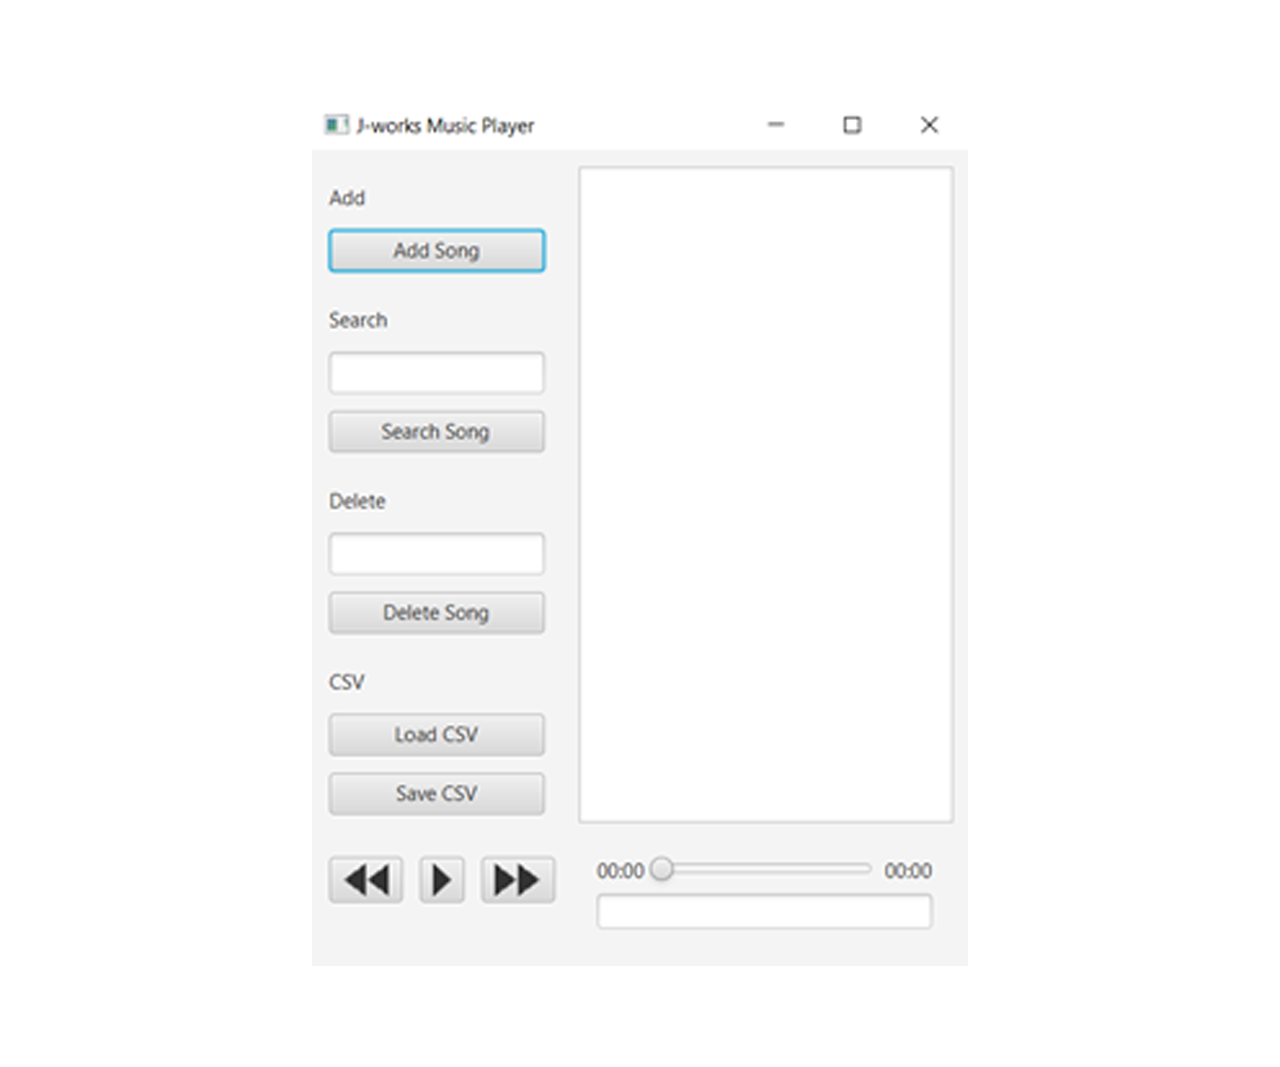 J-works Music Player
Add
Add Song
Search
Search Song
Delete
Delete Song
CSV
Load CSV
Save CSV
00:00 00:00